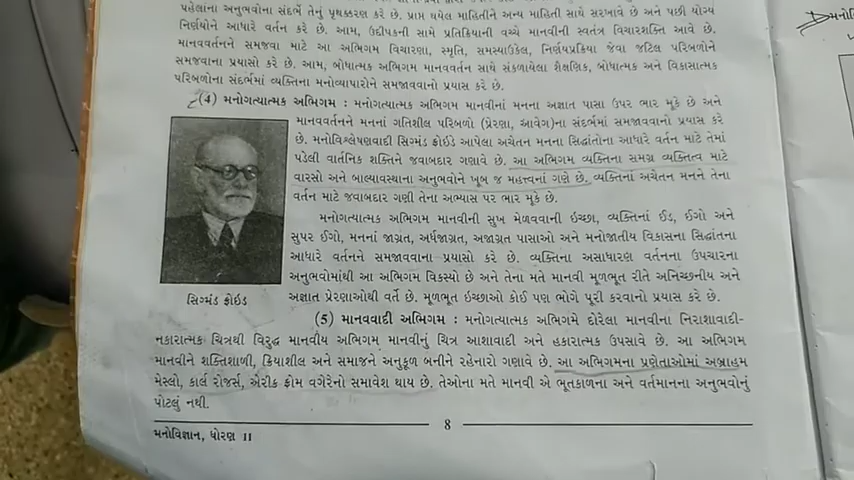 પહેલાંના અનુભવોના સંદર્ભે તેનું પૃથક્કરણ કરે છે. પ્રાપ્ત થયેલ માહિતીને અન્ય માહિતી સાથે સરખાવે છે અને પછી યોગ્ય
નિર્ણયોને આધારે વર્તન કરે છે. આમ, ઉદ્દીપકની સામે પ્રતિક્રિયાની વચ્ચે માનવીની સ્વતંત્ર વિચારશક્તિ આવે છે.
માનવવર્તનને સમજવા માટે આ અભિગમ વિચારણા, સ્મૃતિ, સમસ્યાઉકેલ, નિર્ણયપ્રક્રિયા જેવા જટિલ પરિબળોને
સમજવાના પ્રયાસો કરે છે. આમ, બોધાત્મક અભિગમ માનવવર્તન સાથે સંકળાયેલા શૈક્ષણિક, બોધાત્મક અને વિકાસાત્મક
પરિબળોના સંદર્ભમાં વ્યક્તિના મનોવ્યાપારોને સમજાવવાનો પ્રયાસ કરે છે.
(4) મનોગત્યાત્મક અભિગમ : મનોગત્યાત્મક અભિગમ માનવીનાં મનના અજ્ઞાત પાસા ઉપર ભાર મૂકે છે અને
માનવવર્તનને મનનાં ગતિશીલ પરિબળો (પ્રેરણા, આવેગ)ના સંદર્ભમાં સમજાવવાનો પ્રયાસ કરે
છે. મનોવિશ્લેષણવાદી સિગ્મંડ ફ્રોઇડે આપેલા અચેતન મનના સિદ્ધાંતોના આધારે વર્તન માટે તેમાં
પડેલી વાર્તનિક શક્તિને જવાબદાર ગણાવે છે. આ અભિગમ વ્યક્તિના સમગ્ર વ્યક્તિત્વ માટે
વારસો અને બાલ્યાવસ્થાના અનુભવોને ખૂબ જ મહત્ત્વનાં ગણે છે. વ્યક્તિના અચેતન મનને તેના
વર્તન માટે જવાબદાર ગણી તેના અભ્યાસ પર ભાર મૂકે છે.
મનોગત્યાત્મક અભિગમ માનવીની સુખ મેળવવાની ઇચ્છા, વ્યક્તિનાં ઈડ, ઈગો અને
સુપર ઈગો, મનનાં જાગ્રત, અર્ધજાગ્રત, અજાગ્રત પાસાઓ અને મનોજાતીય વિકાસના સિદ્ધાંતના
આધારે વર્તનને સમજાવવાના પ્રયાસો કરે છે. વ્યક્તિના અસાધારણ વર્તનના ઉપચારના
અનુભવોમાંથી આ અભિગમ વિકસ્યો છે અને તેના મતે માનવી મૂળભૂત રીતે અનિચ્છનીય અને
અજ્ઞાત પ્રેરણાઓથી વર્તે છે. મૂળભૂત ઇચ્છાઓ કોઈ પણ ભોગે પૂરી કરવાનો પ્રયાસ કરે છે.
સિગ્મંડ ફ્રોઇડ
(5) માનવવાદી અભિગમ : મનોગત્યાત્મક અભિગમે દોરેલા માનવીના નિરાશાવાદી-
નકારાત્મક ચિત્રથી વિરુદ્ધ માનવીય અભિગમ માનવીનું ચિત્ર આશાવાદી અને હકારાત્મક ઉપસાવે છે. આ અભિગમ
માનવીને શક્તિશાળી, ક્રિયાશીલ અને સમાજને અનુકૂળ બનીને રહેનારો ગણાવે છે. આ અભિગમના પ્રણેતાઓમાં અબ્રાહમ
મેસ્લો, કાર્લ રોજર્સ, એરીક ફ્રોમ વગેરેનો સમાવેશ થાય છે. તેઓના મતે માનવી એ ભૂતકાળના અને વર્તમાનના અનુભવોનું
પોટલું નથી.
8
મનોવિજ્ઞાન, ધોરણ 11